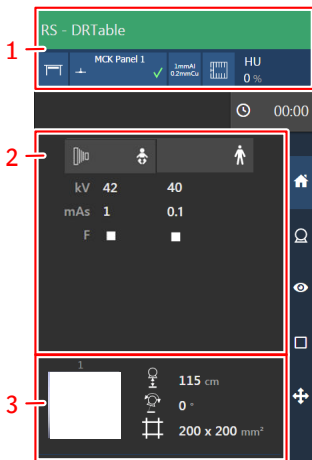 RS - DRTable
1
MCK Panel 1
1mmAl
0.2mmCu
HU
0 %
00:00
2
kV 42 40
mAs 1 0.1
F
1
115 cm
0 °
3
200 x 200 mm²